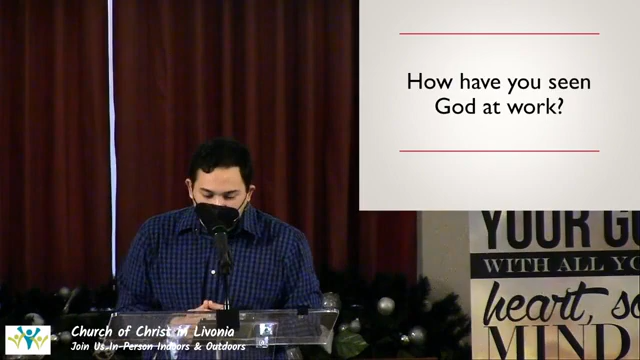 How have you seen
God at work?
YOUR GO
WITH ALL YO
heart, so
MIND
Church of Christ Livonia
Join Us In-Person Indoors & Outdoors